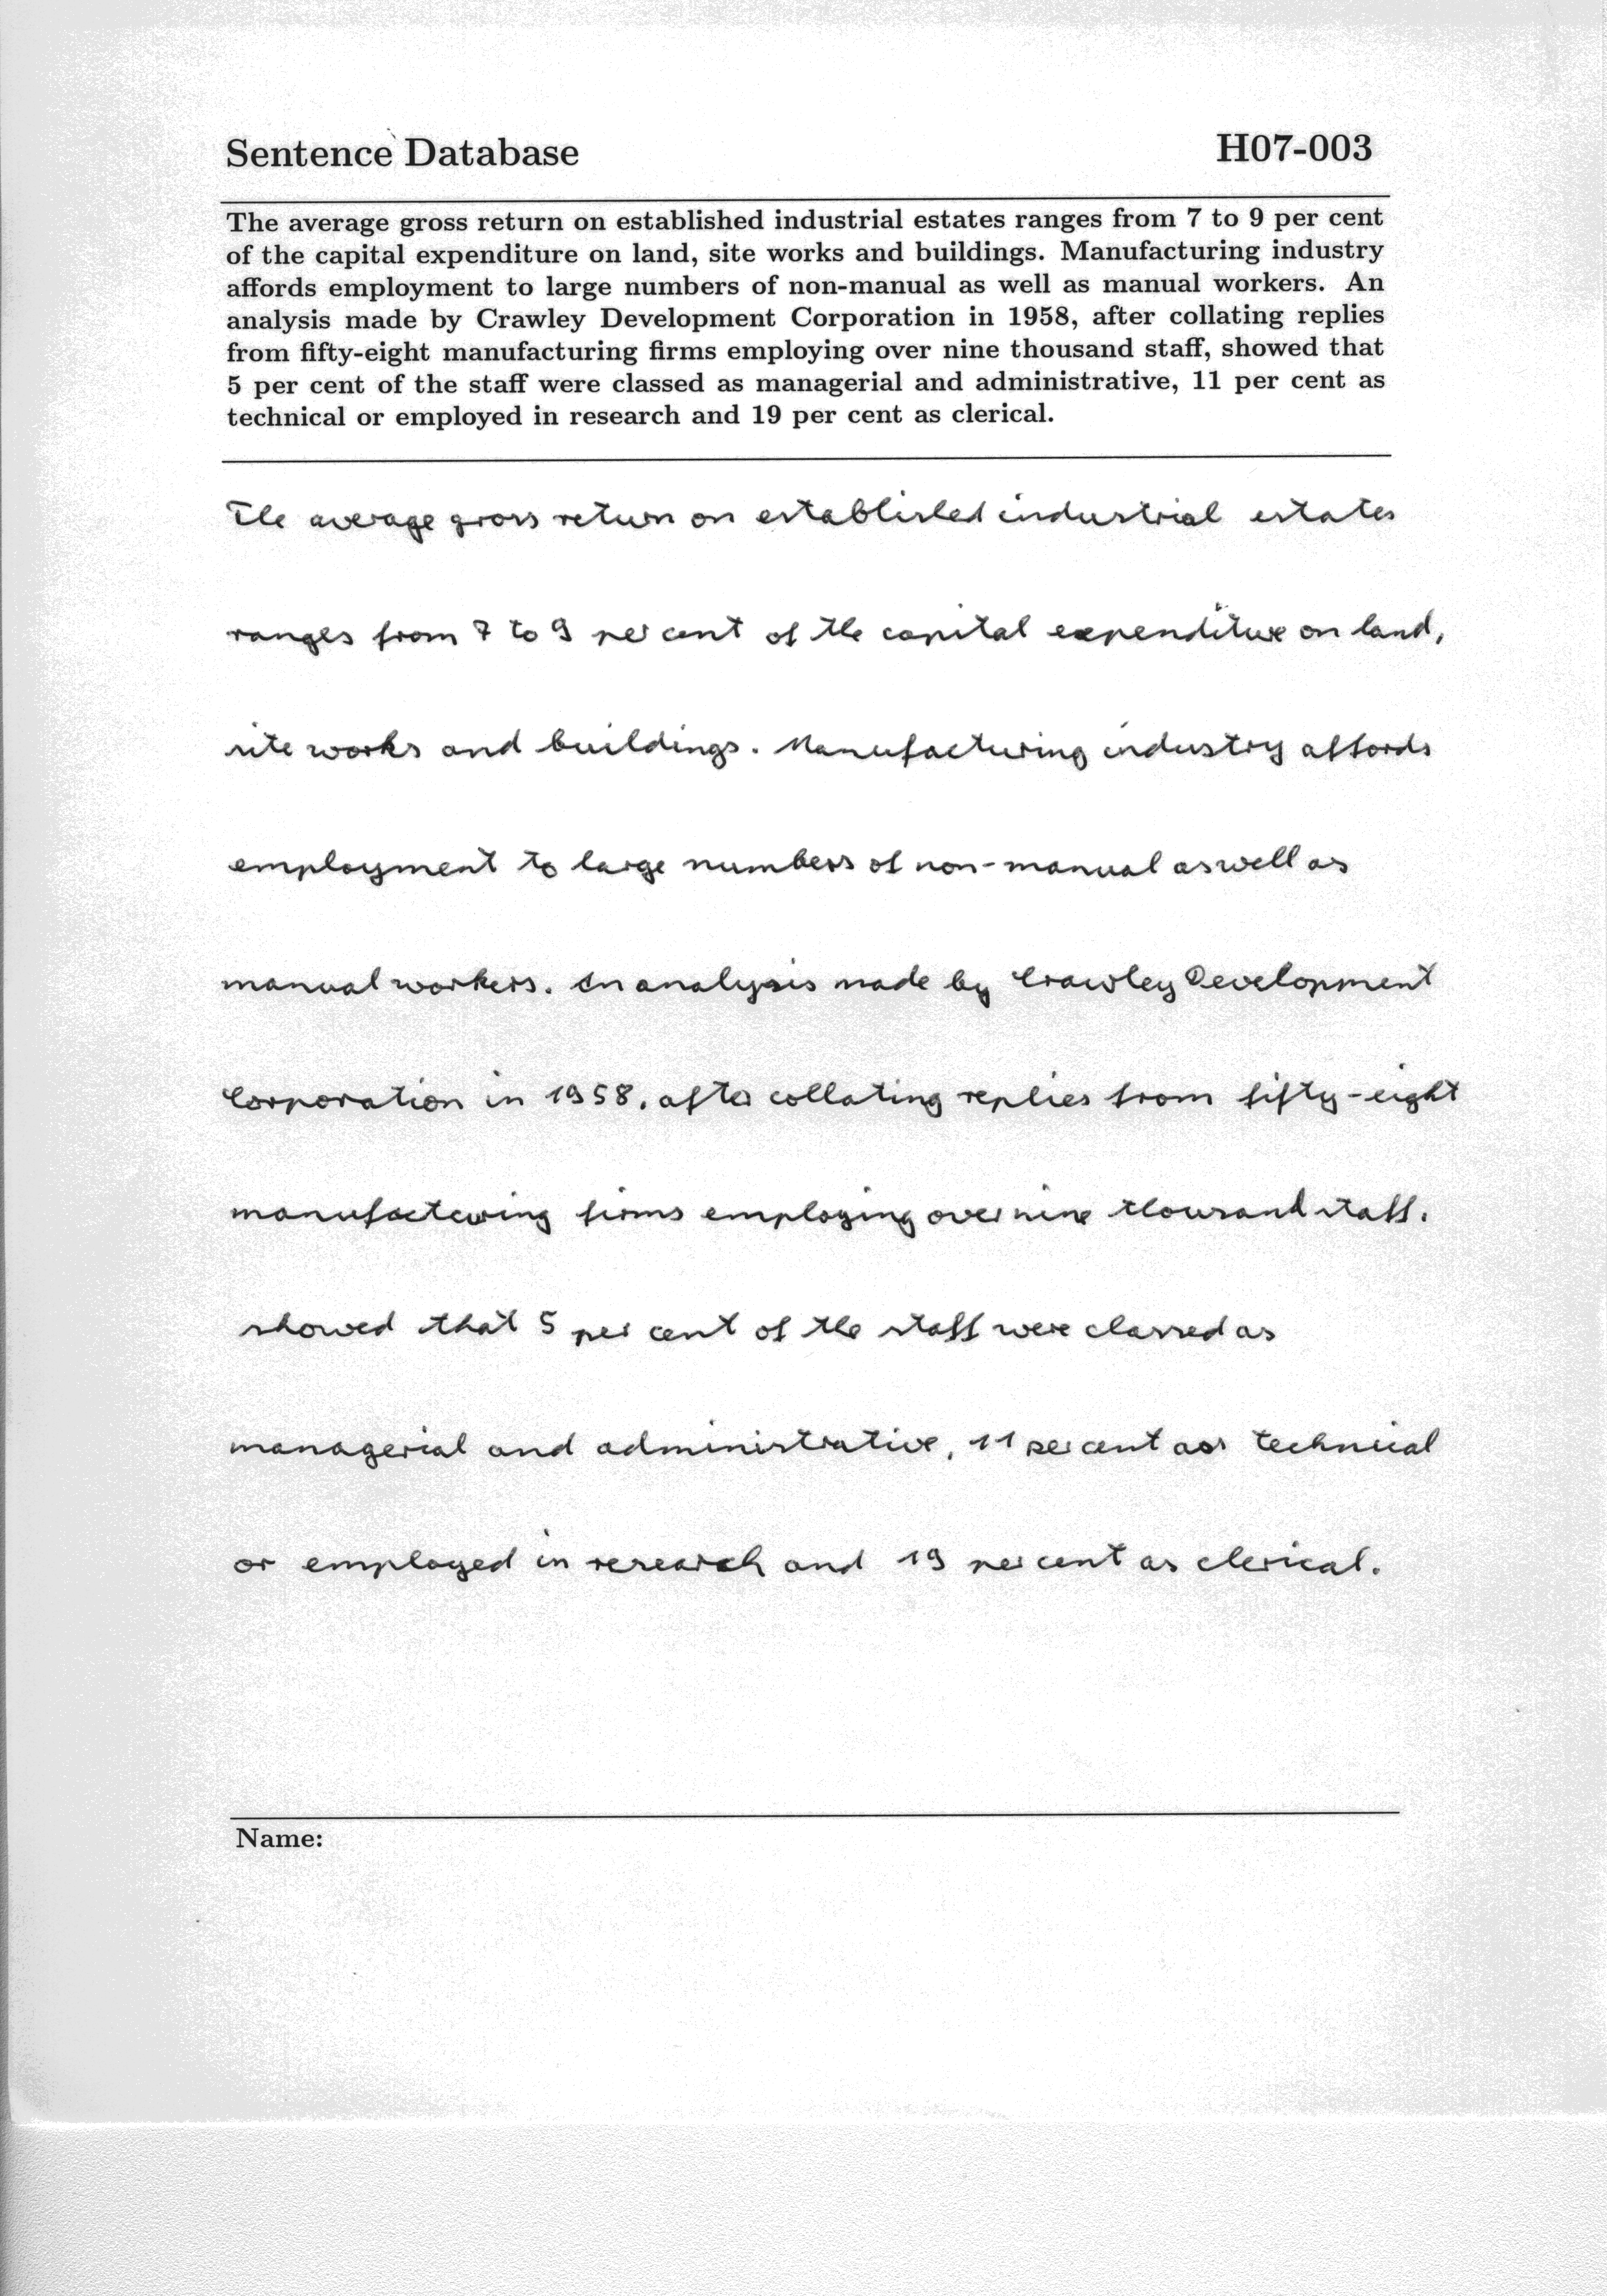 Sentence Database
H07-003
The average gross return on established industrial estates ranges from 7 to 9 per cent
of the capital expenditure on land, site works and buildings. Manufacturing industry
affords employment to large numbers of non-manual as well as manual workers. An
analysis made by Crawley Development Corporation in 1958, after collating replies
from fifty-eight manufacturing firms employing over nine thousand staff, showed that
5 per cent of the staff were classed as managerial and administrative, 11 per cent as
technical or employed in research and 19 per cent as clerical.
The average gross return on established industrial estates
ranges from 7 to 9 per cent of the capital expenditure on land,
site works and buildings. Manufacturing industry affords
employment to large numbers of non-manual as well as
manual workers. An analysis made by Crawley Development
Corporation in 1958, after collating replies from fifty-eight
manufacturing firms employing over nine thousand staff,
showed that 5 per cent of the staff were classed as
managerial and administrative, 11 per cent as technical
or employed in research and 19 per cent as clerical.
Name: